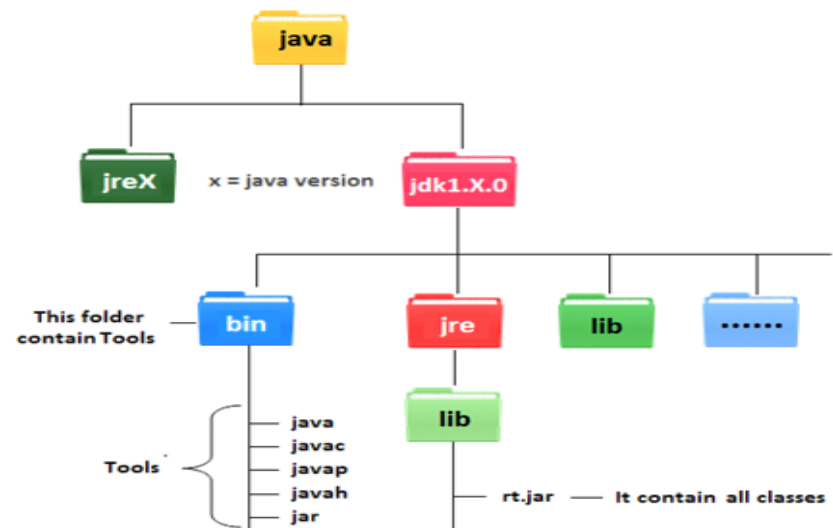 java
jreX
x = java version
jdk1.X.0
This folder
contain Tools
bin
jre
lib
......
lib
Tools
java
javac
javap
javah
jar
rt.jar
It contain all classes